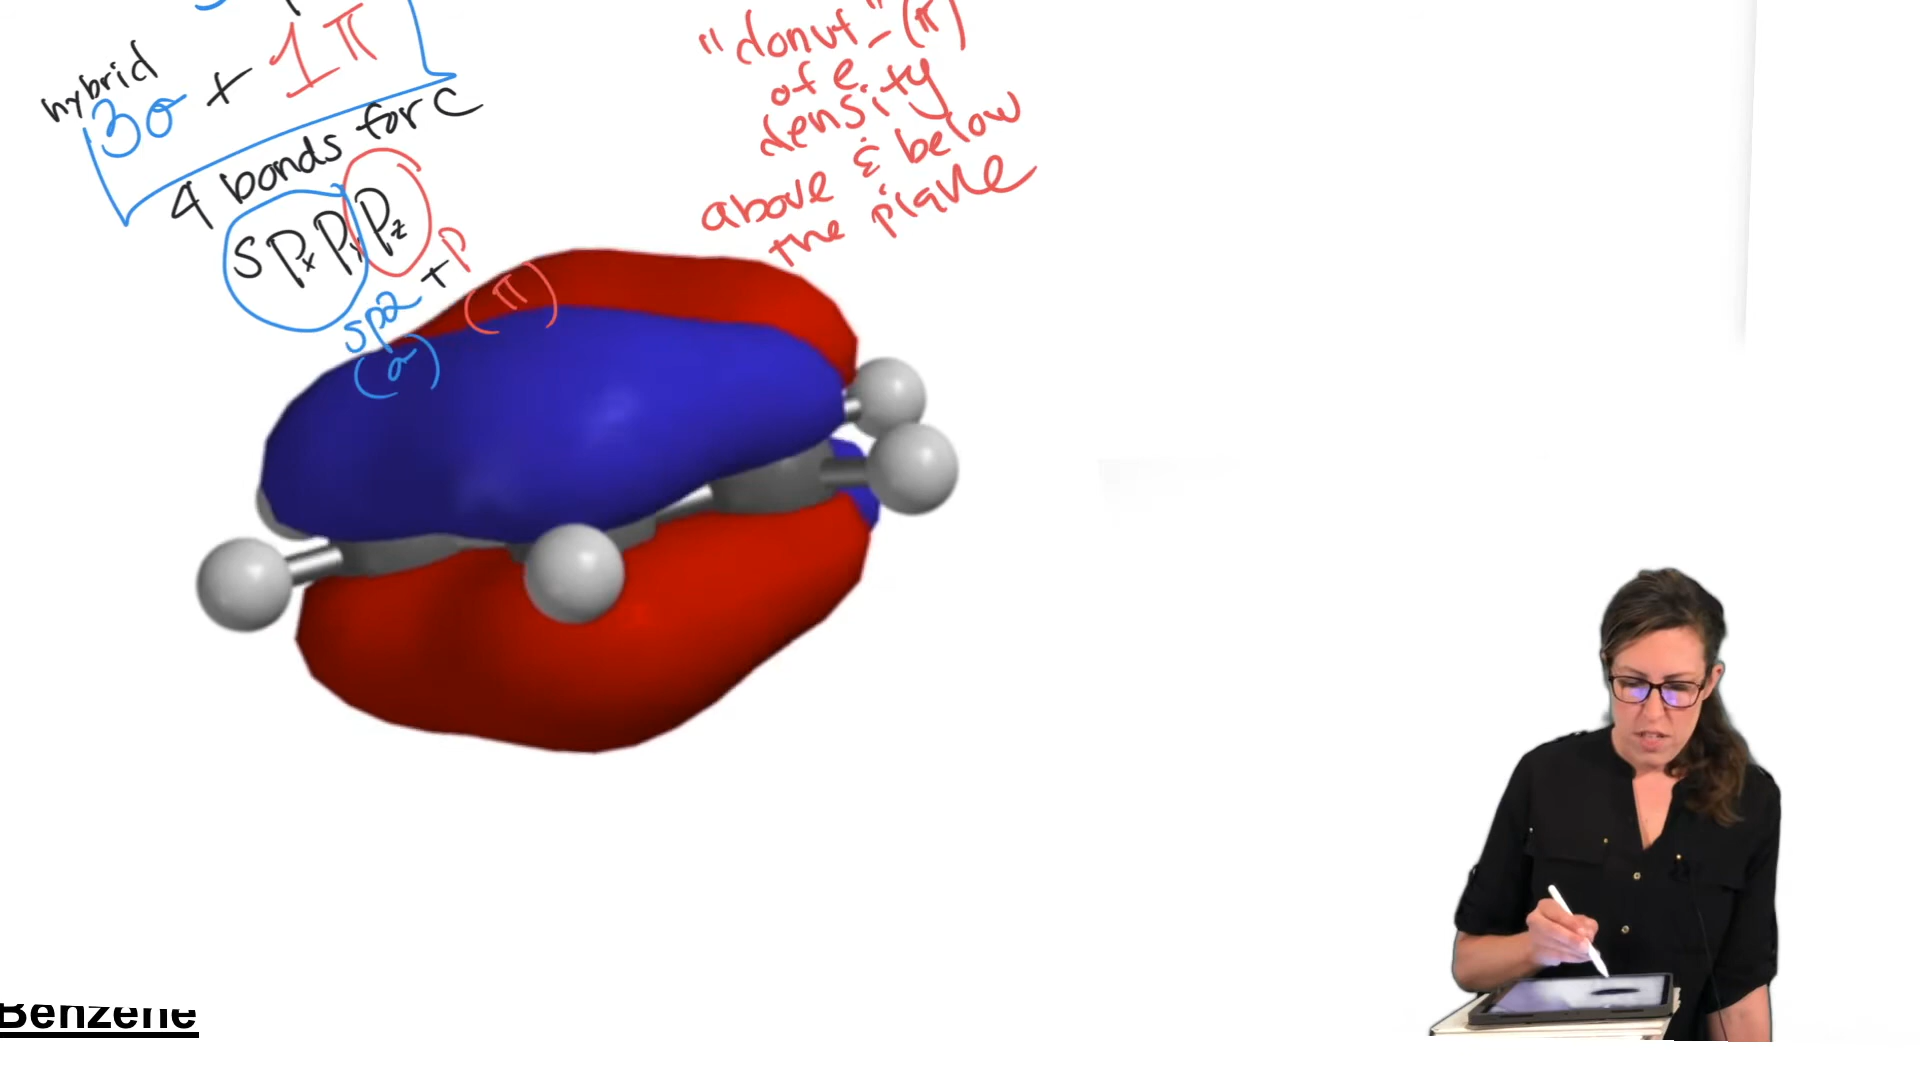 hybrid
3σ + 1π
4 bonds for C
s px py pz
sp2 + p
(σ) (π)
"donut" (π)
of e-
density
above & below
the plane
Benzene